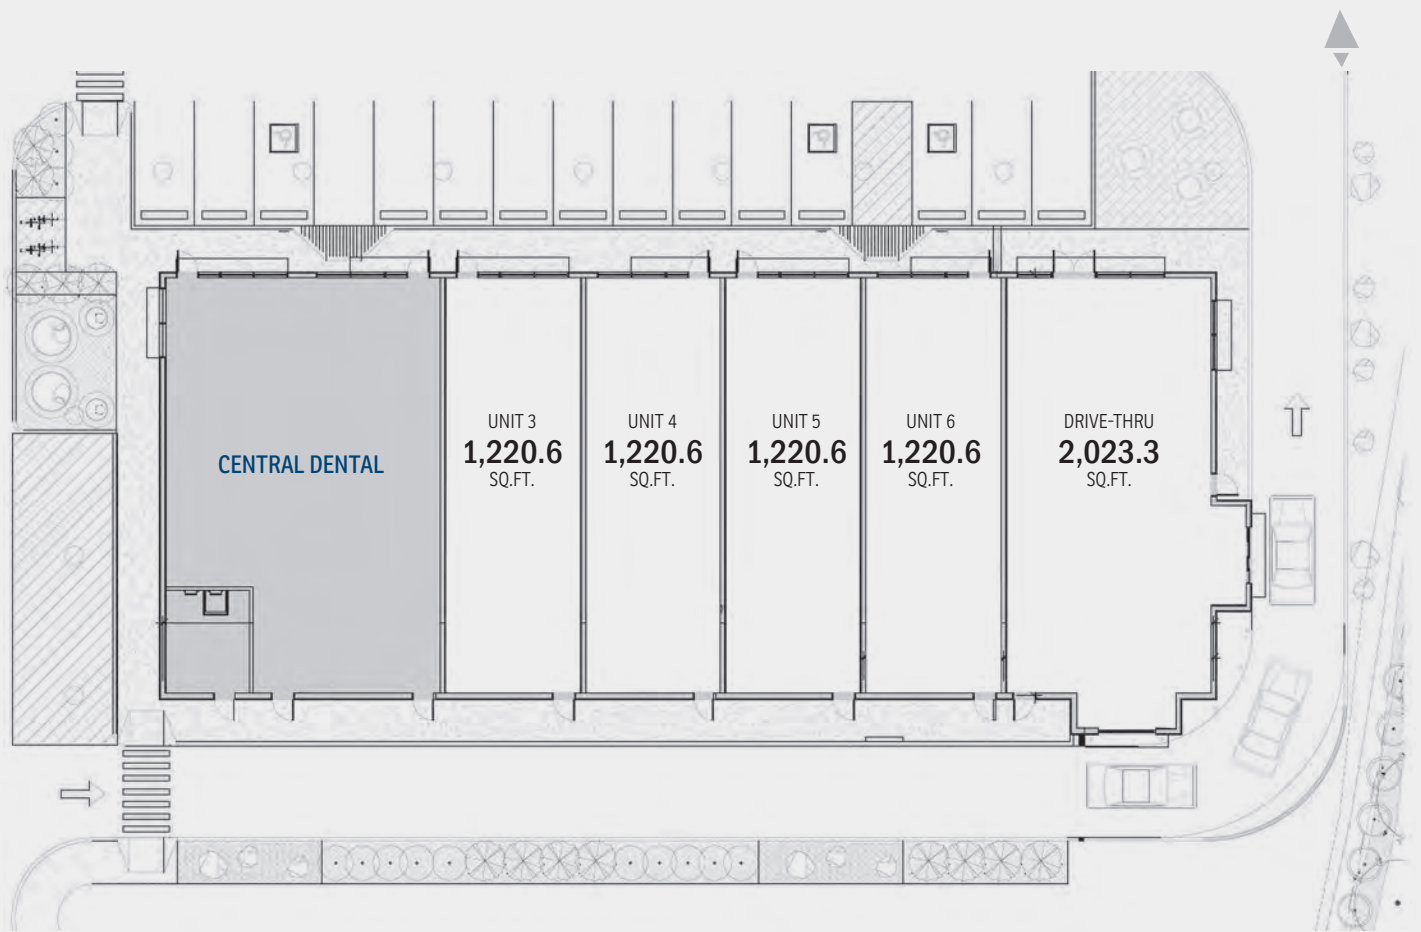 CENTRAL DENTAL
UNIT 3
1,220.6
SQ.FT.
UNIT 4
1,220.6
SQ.FT.
UNIT 5
1,220.6
SQ.FT.
UNIT 6
1,220.6
SQ.FT.
DRIVE-THRU
2,023.3
SQ.FT.